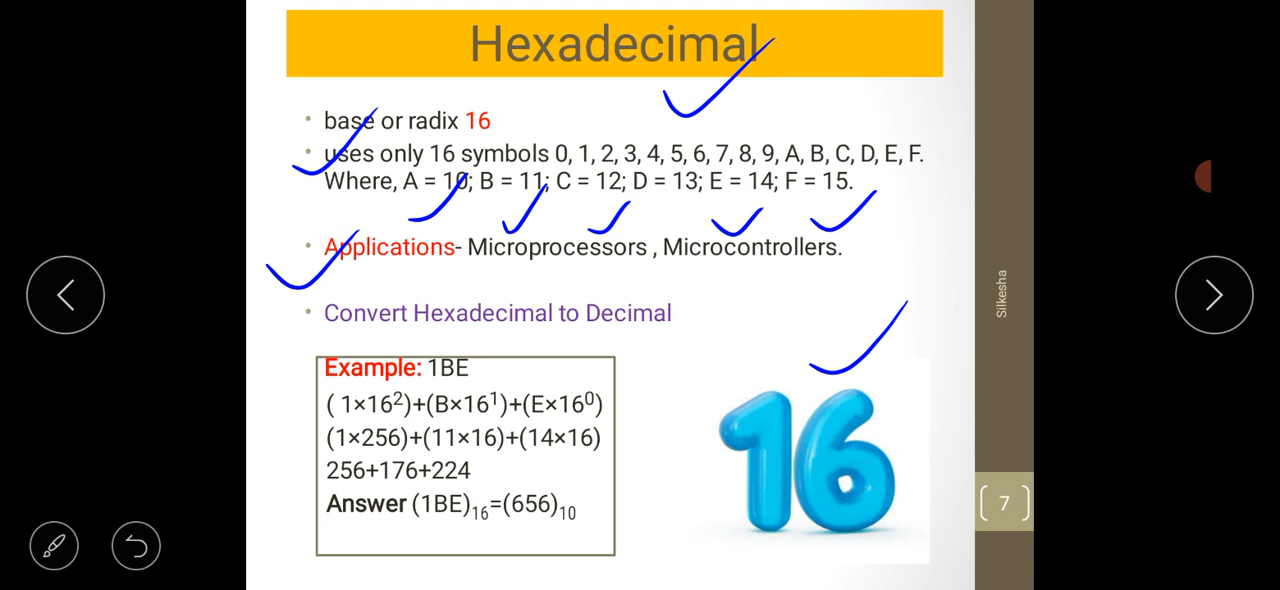 Hexadecimal
• base or radix 16
• uses only 16 symbols 0, 1, 2, 3, 4, 5, 6, 7, 8, 9, A, B, C, D, E, F.
Where, A = 10; B = 11; C = 12; D = 13; E = 14; F = 15.
• Applications- Microprocessors , Microcontrollers.
• Convert Hexadecimal to Decimal
Example: 1BE
( 1×16²)+(B×16¹)+(E×16⁰)
(1×256)+(11×16)+(14×16)
256+176+224
Answer (1BE)₁₆=(656)₁₀
16
Silkesha
7